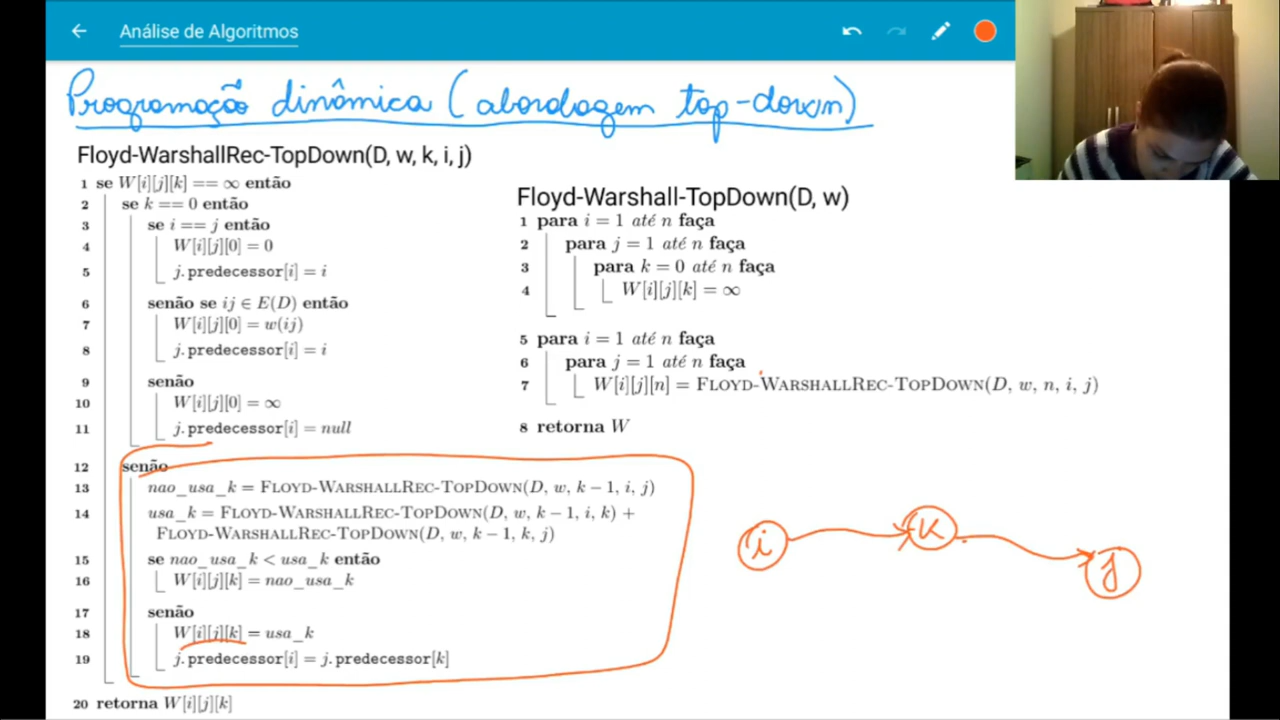 Análise de Algoritmos
Programação dinâmica (abordagem top-down)
Floyd-WarshallRec-TopDown(D, w, k, i, j)
1 se W[i][j][k] == ∞ então
2 se k == 0 então
3 se i == j então
4 W[i][j][0] = 0
5 j.predecessor[i] = i
6 senão se ij ∈ E(D) então
7 W[i][j][0] = w(ij)
8 j.predecessor[i] = i
9 senão
10 W[i][j][0] = ∞
11 j.predecessor[i] = null
12 senão
13 nao_usa_k = FLOYD-WARSHALLREC-TOPDOWN(D, w, k − 1, i, j)
14 usa_k = FLOYD-WARSHALLREC-TOPDOWN(D, w, k − 1, i, k) +
FLOYD-WARSHALLREC-TOPDOWN(D, w, k − 1, k, j)
15 se nao_usa_k < usa_k então
16 W[i][j][k] = nao_usa_k
17 senão
18 W[i][j][k] = usa_k
19 j.predecessor[i] = j.predecessor[k]
20 retorna W[i][j][k]
Floyd-Warshall-TopDown(D, w)
1 para i = 1 até n faça
2 para j = 1 até n faça
3 para k = 0 até n faça
4 W[i][j][k] = ∞
5 para i = 1 até n faça
6 para j = 1 até n faça
7 W[i][j][n] = FLOYD-WARSHALLREC-TOPDOWN(D, w, n, i, j)
8 retorna W
i
k
j